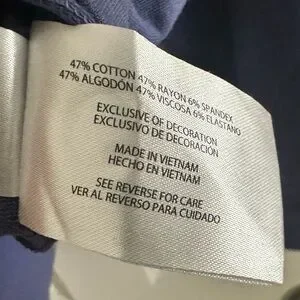 47% COTTON 47% RAYON 6% SPANDEX
47% ALGODÓN 47% VISCOSA 6% ELASTANO
EXCLUSIVE OF DECORATION
EXCLUSIVO DE DECORACIÓN
MADE IN VIETNAM
HECHO EN VIETNAM
SEE REVERSE FOR CARE
VER AL REVERSO PARA CUIDADO